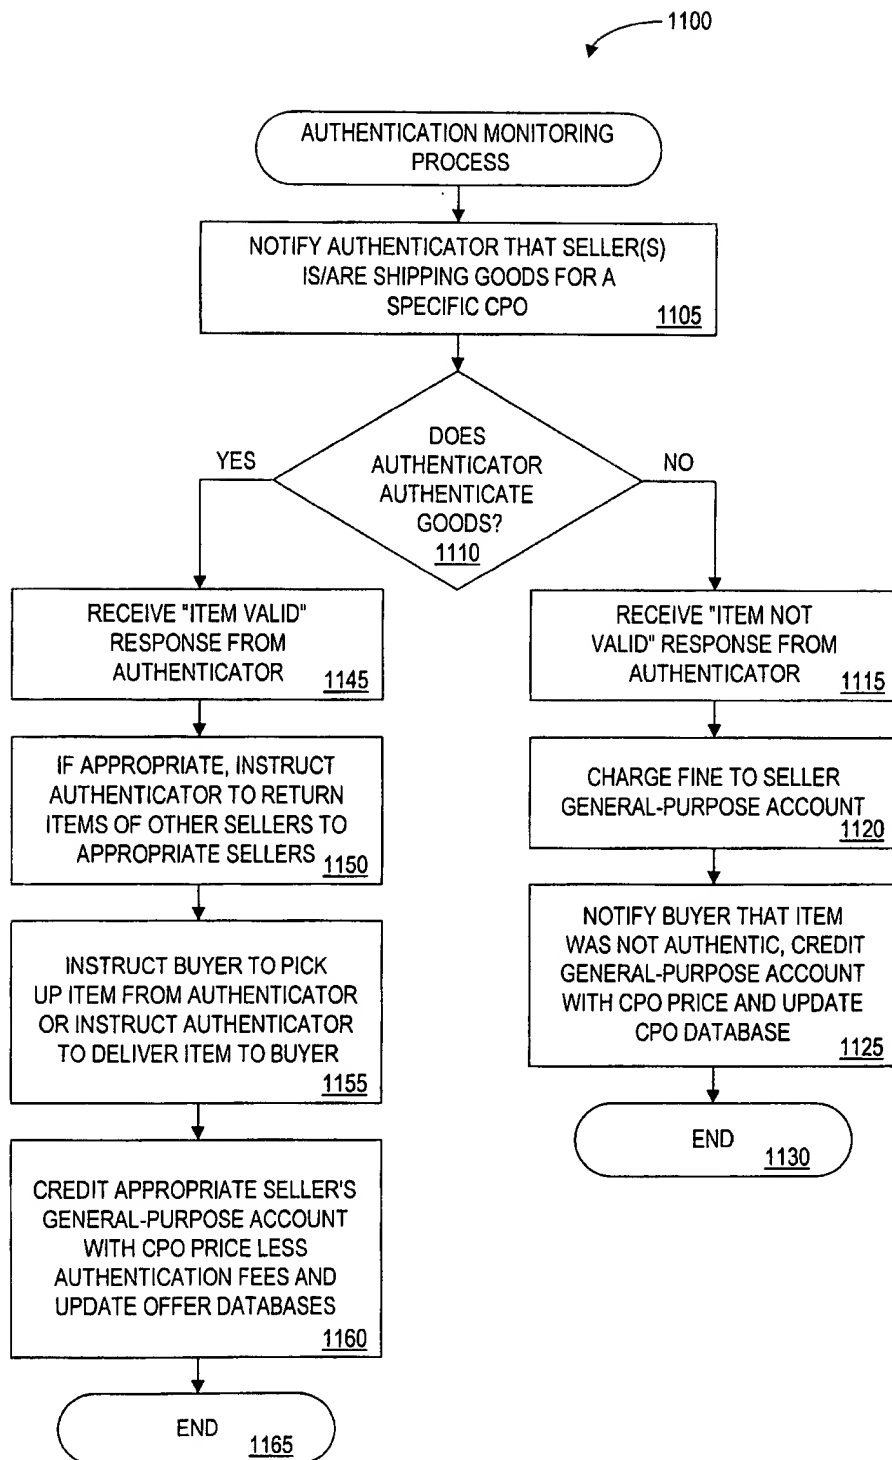 1100
AUTHENTICATION MONITORING
PROCESS
NOTIFY AUTHENTICATOR THAT SELLER(S)
IS/ARE SHIPPING GOODS FOR A
SPECIFIC CPO
1105
DOES
AUTHENTICATOR
AUTHENTICATE
GOODS?
1110
YES
NO
RECEIVE "ITEM VALID"
RESPONSE FROM
AUTHENTICATOR
1145
IF APPROPRIATE, INSTRUCT
AUTHENTICATOR TO RETURN
ITEMS OF OTHER SELLERS TO
APPROPRIATE SELLERS
1150
INSTRUCT BUYER TO PICK
UP ITEM FROM AUTHENTICATOR
OR INSTRUCT AUTHENTICATOR
TO DELIVER ITEM TO BUYER
1155
CREDIT APPROPRIATE SELLER'S
GENERAL-PURPOSE ACCOUNT
WITH CPO PRICE LESS
AUTHENTICATION FEES AND
UPDATE OFFER DATABASES
1160
END
1165
RECEIVE "ITEM NOT
VALID" RESPONSE FROM
AUTHENTICATOR
1115
CHARGE FINE TO SELLER
GENERAL-PURPOSE ACCOUNT
1120
NOTIFY BUYER THAT ITEM
WAS NOT AUTHENTIC, CREDIT
GENERAL-PURPOSE ACCOUNT
WITH CPO PRICE AND UPDATE
CPO DATABASE
1125
END
1130